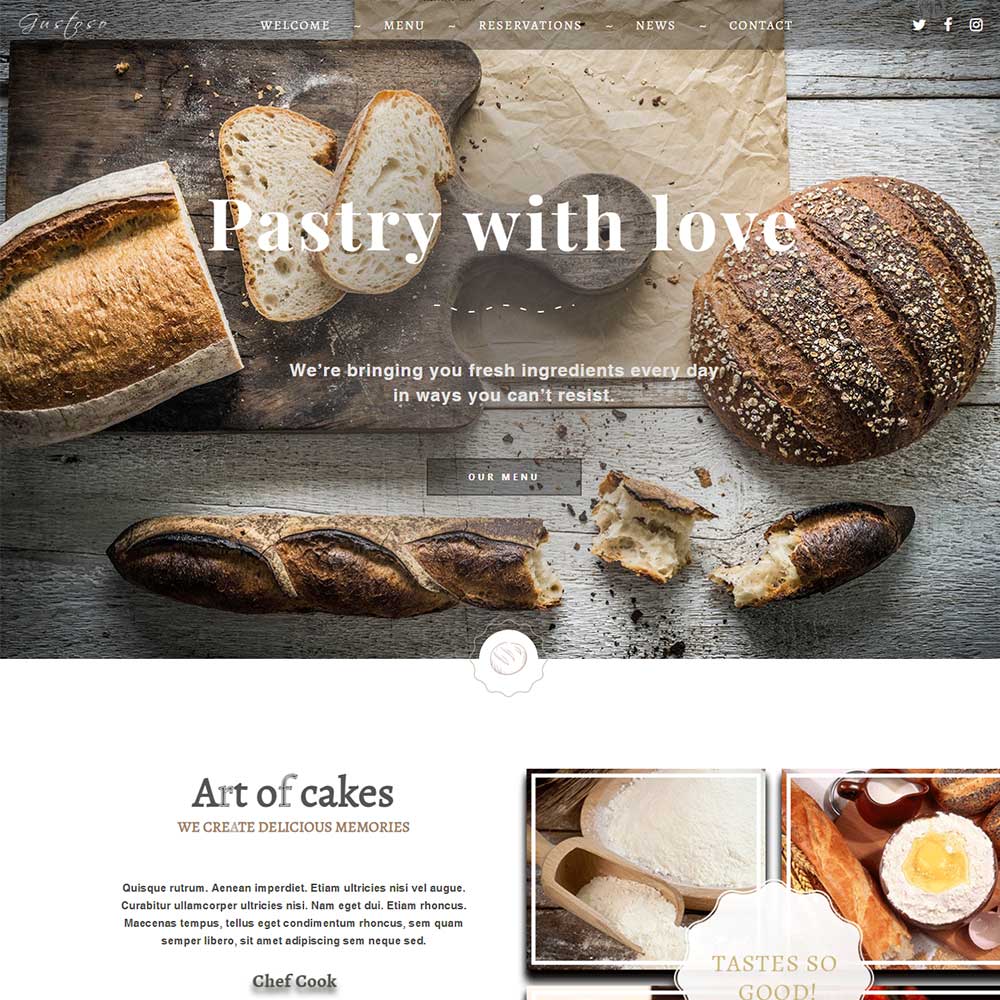 Gustoso
WELCOME ~ MENU ~ RESERVATIONS ~ NEWS ~ CONTACT
Pastry with love
We’re bringing you fresh ingredients every day
in ways you can’t resist.
OUR MENU
Art of cakes
WE CREATE DELICIOUS MEMORIES
Quisque rutrum. Aenean imperdiet. Etiam ultricies nisi vel augue.
Curabitur ullamcorper ultricies nisi. Nam eget dui. Etiam rhoncus.
Maecenas tempus, tellus eget condimentum rhoncus, sem quam
semper libero, sit amet adipiscing sem neque sed.
Chef Cook
TASTES SO
GOOD!